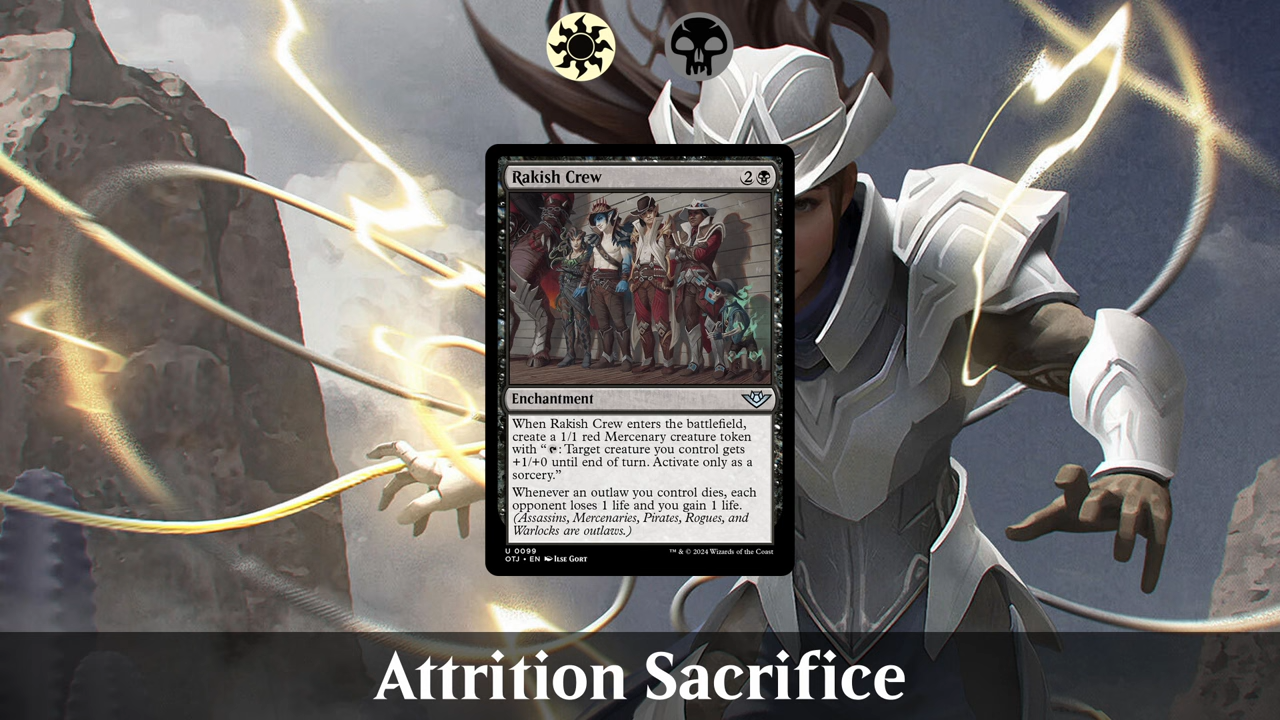 Rakish Crew 2
Enchantment
When Rakish Crew enters the battlefield,
create a 1/1 red Mercenary creature token
with “: Target creature you control gets
+1/+0 until end of turn. Activate only as a
sorcery.”
Whenever an outlaw you control dies, each
opponent loses 1 life and you gain 1 life.
(Assassins, Mercenaries, Pirates, Rogues, and
Warlocks are outlaws.)
U 0099
OTJ • EN Ilse Gort
™ & © 2024 Wizards of the Coast
Attrition Sacrifice